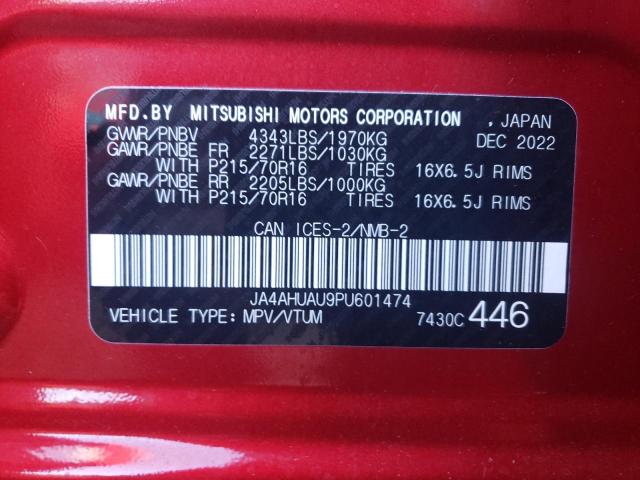 MFD.BY MITSUBISHI MOTORS CORPORATION , JAPAN
GVWR/PNBV 4343LBS/1970KG DEC 2022
GAWR/PNBE FR 2271LBS/1030KG
WITH P215/70R16 TIRES 16X6.5J RIMS
GAWR/PNBE RR 2205LBS/1000KG
WITH P215/70R16 TIRES 16X6.5J RIMS
CAN ICES-2/NMB-2
JA4AHUAU9PU601474
VEHICLE TYPE: MPV/VTUM 7430C 446